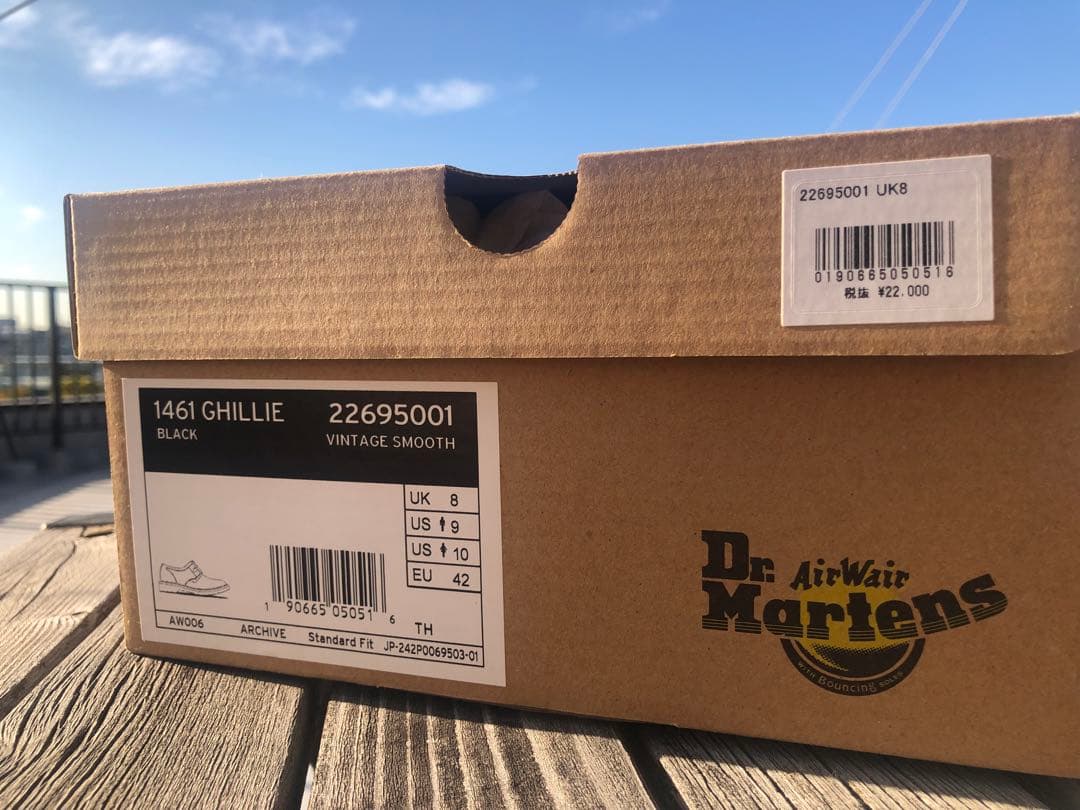 22695001 UK8
0190665050516
税抜 ¥22.000
1461 GHILLIE 22695001
BLACK VINTAGE SMOOTH
UK 8
US 9
US 10
EU 42
1 90665 05051 6 TH
AW006 ARCHIVE Standard Fit JP-242P0069503-01
Dr. AirWair
Martens
WITH Bouncing SOLES